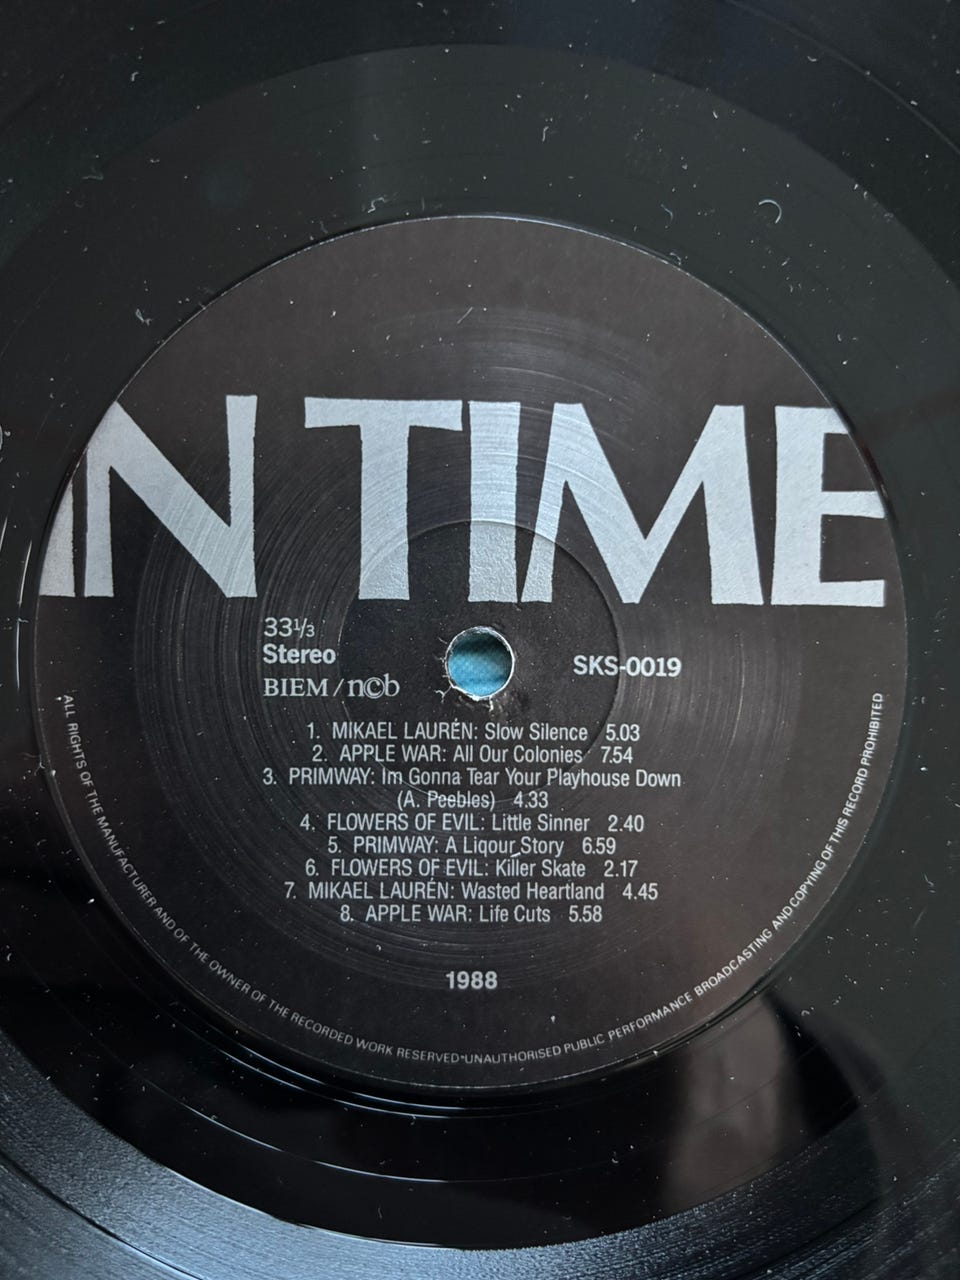 IN TIME
33⅓
Stereo
BIEM/n©b
SKS-0019
1. MIKAEL LAURÉN: Slow Silence 5.03
2. APPLE WAR: All Our Colonies 7.54
3. PRIMWAY: Im Gonna Tear Your Playhouse Down
(A. Peebles) 4.33
4. FLOWERS OF EVIL: Little Sinner 2.40
5. PRIMWAY: A Liqour Story 6.59
6. FLOWERS OF EVIL: Killer Skate 2.17
7. MIKAEL LAURÉN: Wasted Heartland 4.45
8. APPLE WAR: Life Cuts 5.58
1988
ALL RIGHTS OF THE MANUFACTURER AND OF THE OWNER OF THE RECORDED WORK RESERVED•UNAUTHORISED PUBLIC PERFORMANCE BROADCASTING AND COPYING OF THIS RECORD PROHIBITED